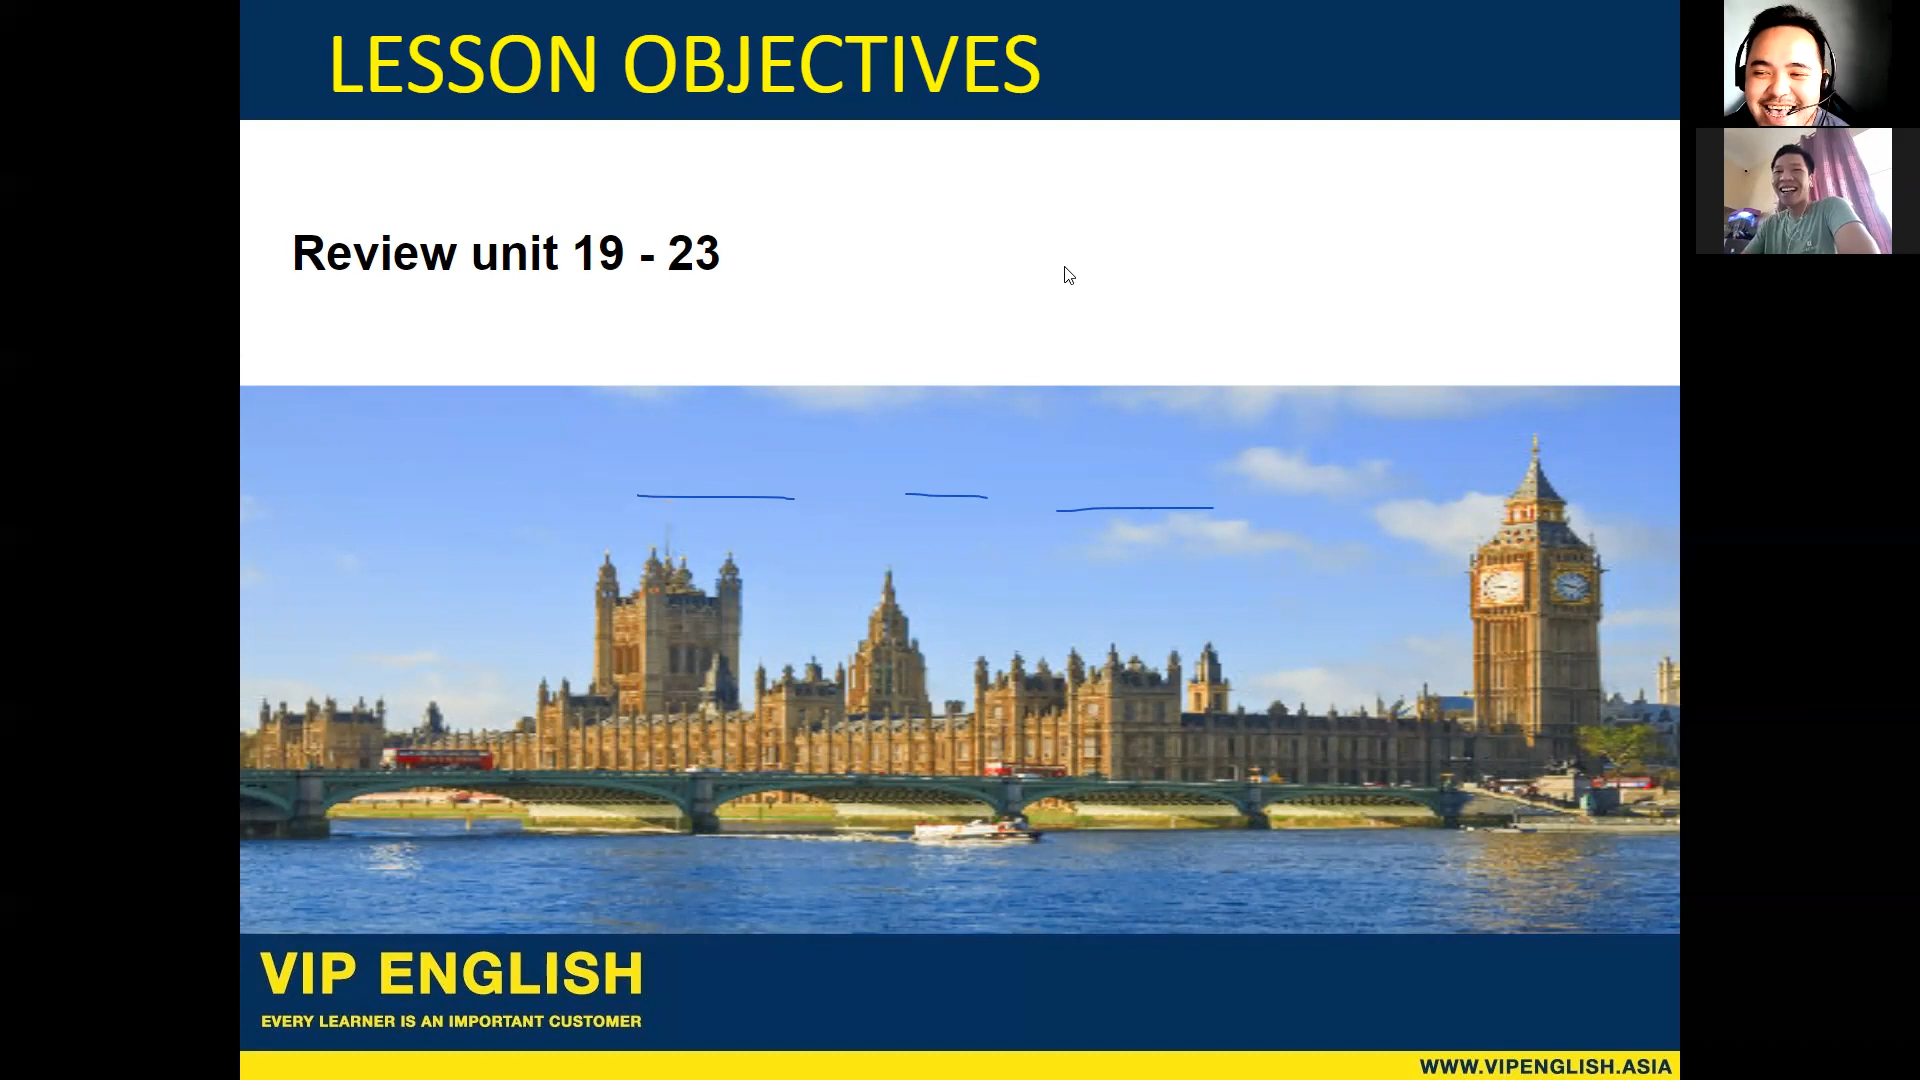 LESSON OBJECTIVES
Review unit 19 - 23
VIP ENGLISH
EVERY LEARNER IS AN IMPORTANT CUSTOMER
WWW.VIPENGLISH.ASIA